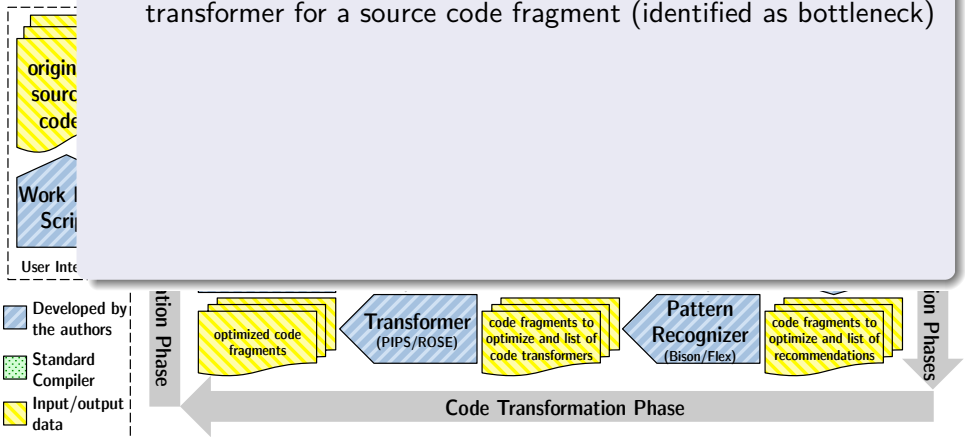 transformer for a source code fragment (identified as bottleneck)
origin
sourc
code
Work
Scri
User Inte
Developed by
the authors
Standard
Compiler
Input/output
data
tion Phase
optimized code
fragments
Transformer
(PIPS/ROSE)
code fragments to
optimize and list of
code transformers
Pattern
Recognizer
(Bison/Flex)
code fragments to
optimize and list of
recommendations
ion Phases
Code Transformation Phase